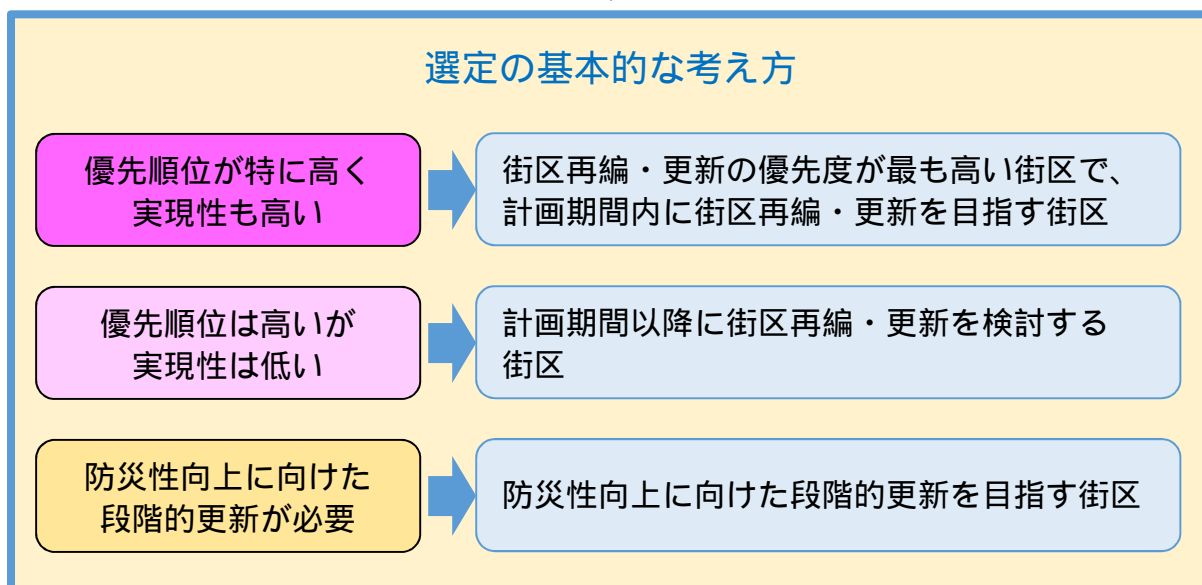 選定の基本的な考え方
優先順位が特に高く
実現性も高い
街区再編・更新の優先度が最も高い街区で、
計画期間内に街区再編・更新を目指す街区
優先順位は高いが
実現性は低い
計画期間以降に街区再編・更新を検討する
街区
防災性向上に向けた
段階的更新が必要
防災性向上に向けた段階的更新を目指す街区